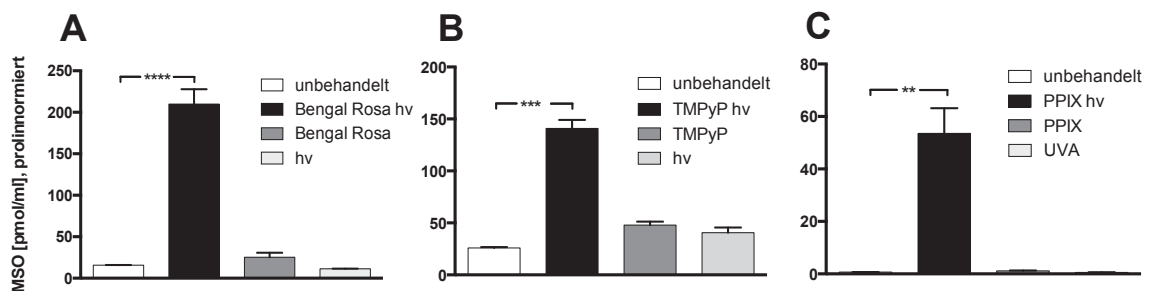 A
MSO [pmol/ml], prolinnormiert
250
200
150
100
50
0
****
unbehandelt
Bengal Rosa hv
Bengal Rosa
hv
B
200
150
100
50
0
***
unbehandelt
TMPyP hv
TMPyP
hv
C
80
60
40
20
0
**
unbehandelt
PPIX hv
PPIX
UVA